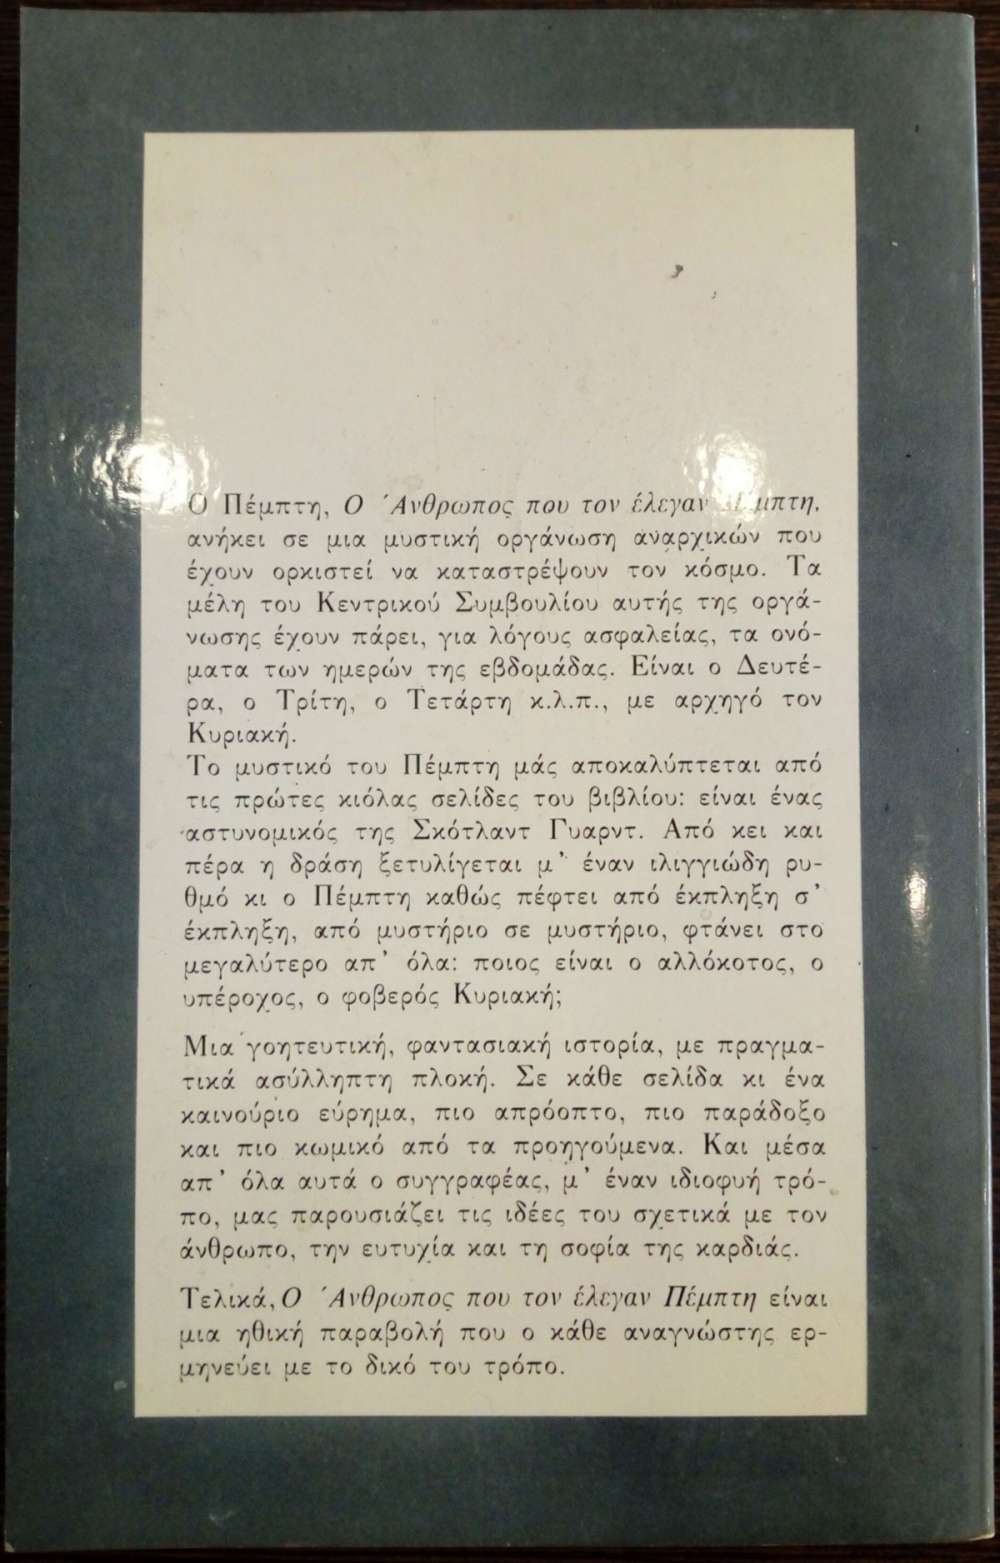 Ο Πέμπτη, Ο Άνθρωπος που τον έλεγαν Πέμπτη,
ανήκει σε μια μυστική οργάνωση αναρχικών που
έχουν ορκιστεί να καταστρέψουν τον κόσμο. Τα
μέλη του Κεντρικού Συμβουλίου αυτής της οργά-
νωσης έχουν πάρει, για λόγους ασφαλείας, τα ονό-
ματα των ημερών της εβδομάδας. Είναι ο Δευτέ-
ρα, ο Τρίτη, ο Τετάρτη κ.λ.π., με αρχηγό τον
Κυριακή.
Το μυστικό του Πέμπτη μάς αποκαλύπτεται από
τις πρώτες κιόλας σελίδες του βιβλίου: είναι ένας
αστυνομικός της Σκότλαντ Γυαρντ. Από κει και
πέρα η δράση ξετυλίγεται μ' έναν ιλιγγιώδη ρυ-
θμό κι ο Πέμπτη καθώς πέφτει από έκπληξη σ'
έκπληξη, από μυστήριο σε μυστήριο, φτάνει στο
μεγαλύτερο απ' όλα: ποιος είναι ο αλλόκοτος, ο
υπέροχος, ο φοβερός Κυριακή;
Μια γοητευτική, φαντασιακή ιστορία, με πραγμα-
τικά ασύλληπτη πλοκή. Σε κάθε σελίδα κι ένα
καινούριο εύρημα, πιο απρόοπτο, πιο παράδοξο
και πιο κωμικό από τα προηγούμενα. Και μέσα
απ' όλα αυτά ο συγγραφέας, μ' έναν ιδιοφυή τρό-
πο, μας παρουσιάζει τις ιδέες του σχετικά με τον
άνθρωπο, την ευτυχία και τη σοφία της καρδιάς.
Τελικά, Ο Άνθρωπος που τον έλεγαν Πέμπτη είναι
μια ηθική παραβολή που ο κάθε αναγνώστης ερ-
μηνεύει με το δικό του τρόπο.